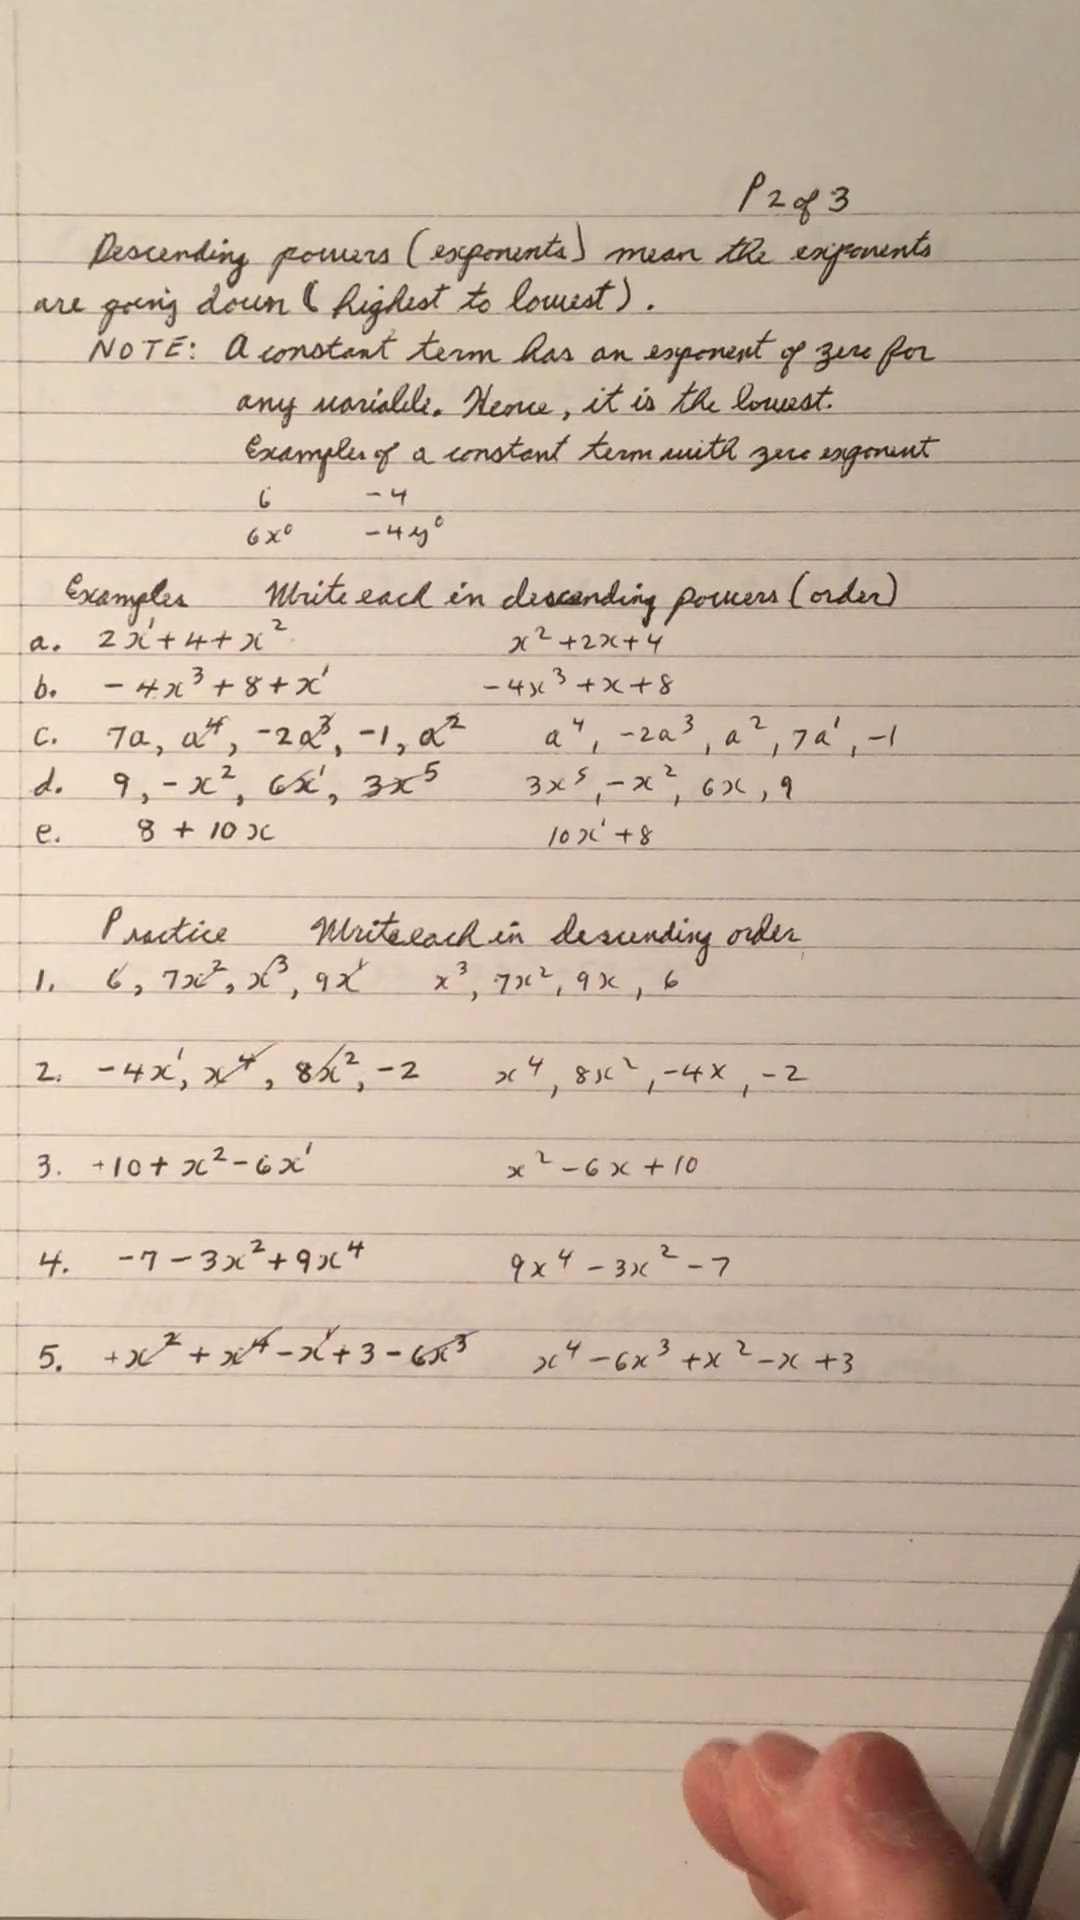 P 2 of 3
Descending powers (exponents) mean the exponents
are going down (highest to lowest).
NOTE: A constant term has an exponent of zero for
any variable. Hence, it is the lowest.
Examples of a constant term with zero exponent
6 -4
6x⁰ -4y⁰
Examples Write each in descending powers (order)
a. 2x¹+4+x² x²+2x+4
b. -4x³+8+x¹ -4x³+x+8
c. 7a, a⁴, -2a³, -1, a² a⁴, -2a³, a², 7a¹, -1
d. 9, -x², 6x¹, 3x⁵ 3x⁵, -x², 6x, 9
e. 8 + 10x 10x¹+8
Practice Write each in descending order
1. 6, 7x², x³, 9x¹ x³, 7x², 9x, 6
2. -4x¹, x⁴, 8x², -2 x⁴, 8x², -4x, -2
3. +10+x²-6x¹ x²-6x+10
4. -7-3x²+9x⁴ 9x⁴-3x²-7
5. +x²+x⁴-x¹+3-6x³ x⁴-6x³+x²-x+3